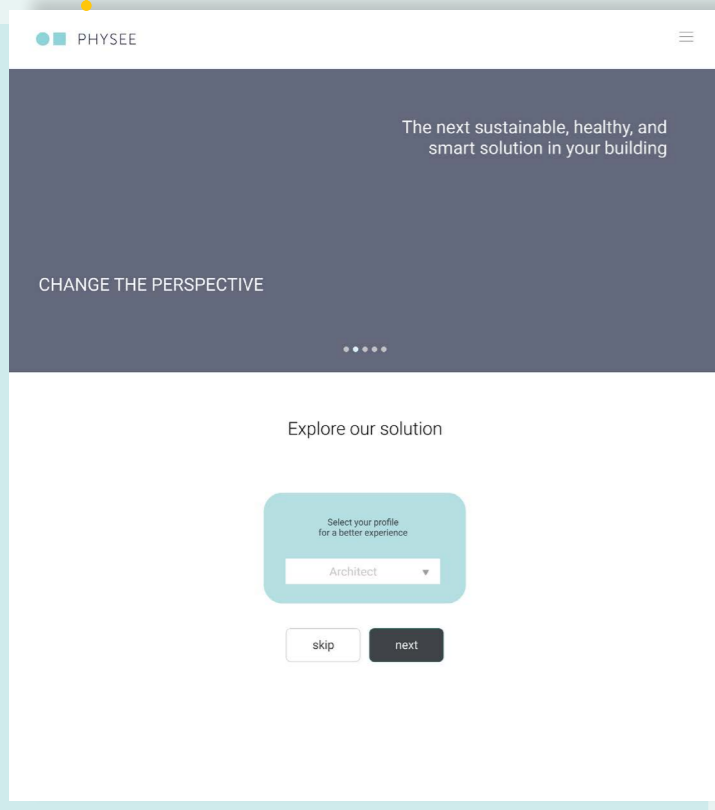 PHYSEE
The next sustainable, healthy, and
smart solution in your building
CHANGE THE PERSPECTIVE
Explore our solution
Select your profile
for a better experience
Architect
skip
next